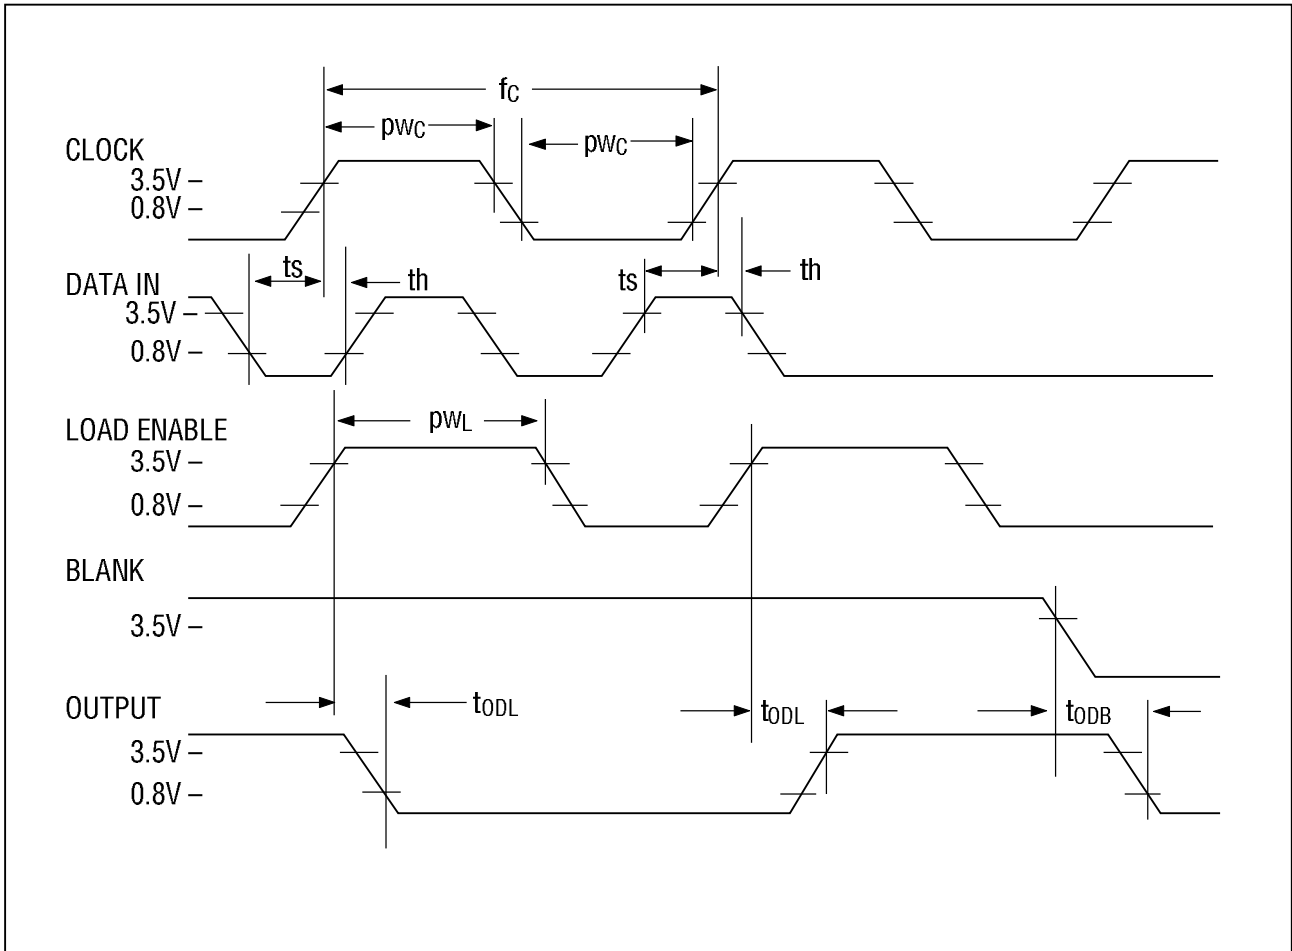 fC
pwC
pwC
CLOCK
3.5V
0.8V
ts
th
ts
th
DATA IN
3.5V
0.8V
pwL
LOAD ENABLE
3.5V
0.8V
BLANK
3.5V
OUTPUT
tODL
tODL
tODB
3.5V
0.8V